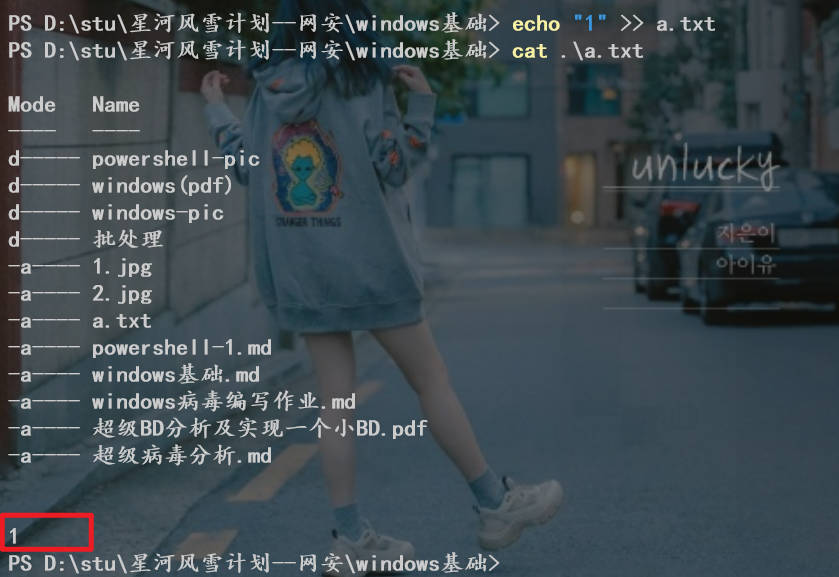 PS D:\stu\星河风雪计划--网安\windows基础> echo "1" >> a.txt
PS D:\stu\星河风雪计划--网安\windows基础> cat .\a.txt
Mode Name
---- ----
d----- powershell-pic
d----- windows(pdf)
d----- windows-pic
d----- 批处理
-a---- 1.jpg
-a---- 2.jpg
-a---- a.txt
-a---- powershell-1.md
-a---- windows基础.md
-a---- windows病毒编写作业.md
-a---- 超级BD分析及实现一个小BD.pdf
-a---- 超级病毒分析.md
1
PS D:\stu\星河风雪计划--网安\windows基础>
unlucky
지은이
아이유
STRANGER THINGS